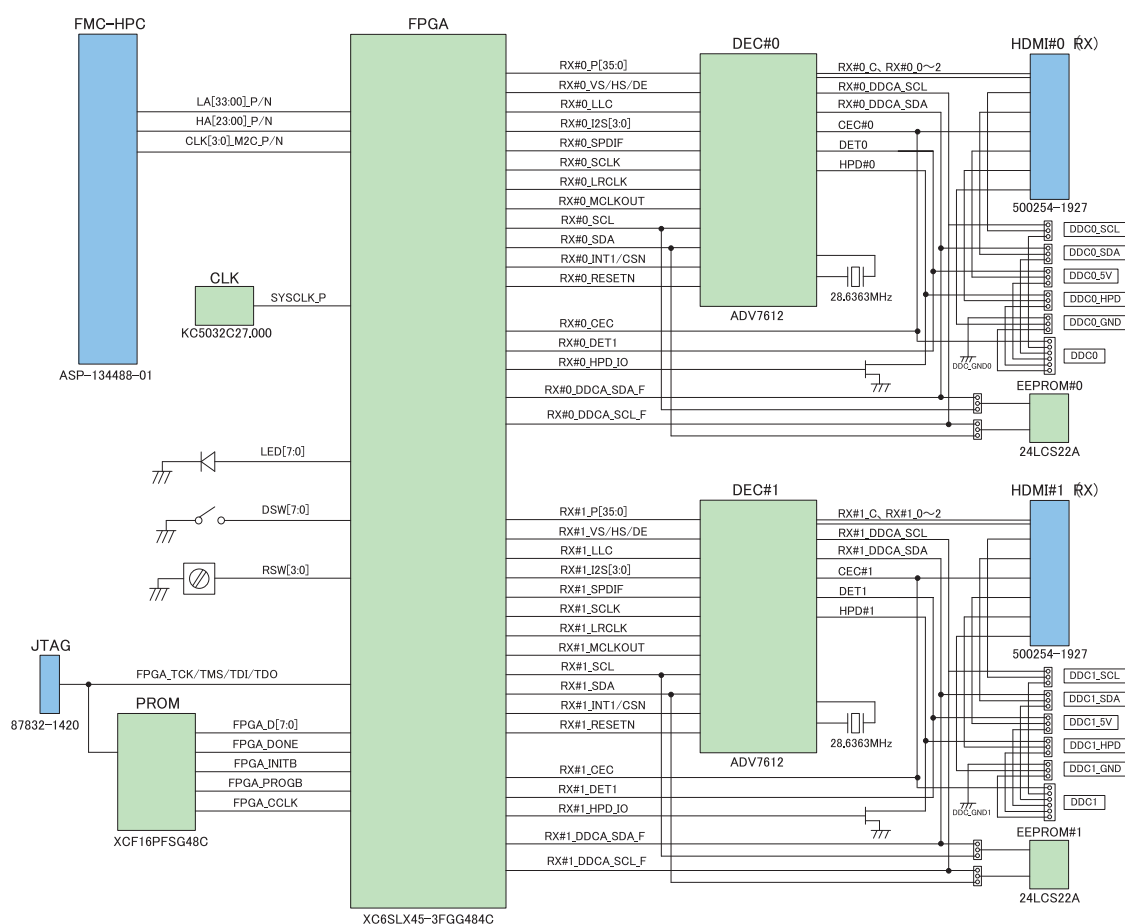 FMC-HPC
LA[33:00]_P/N
HA[23:00]_P/N
CLK[3:0]_M2C_P/N
ASP-134488-01
CLK
SYSCLK_P
KC5032C27.000
LED[7:0]
DSW[7:0]
RSW[3:0]
JTAG
FPGA_TCK/TMS/TDI/TDO
87832-1420
PROM
FPGA_D[7:0]
FPGA_DONE
FPGA_INITB
FPGA_PROGB
FPGA_CCLK
XCF16PFSG48C
FPGA
XC6SLX45-3FGG484C
RX#0_P[35:0]
RX#0_VS/HS/DE
RX#0_LLC
RX#0_I2S[3:0]
RX#0_SPDIF
RX#0_SCLK
RX#0_LRCLK
RX#0_MCLKOUT
RX#0_SCL
RX#0_SDA
RX#0_INT1/CSN
RX#0_RESETN
RX#0_CEC
RX#0_DET1
RX#0_HPD_IO
RX#0_DDCA_SDA_F
RX#0_DDCA_SCL_F
DEC#0
ADV7612
RX#0_C、RX#0_0～2
RX#0_DDCA_SCL
RX#0_DDCA_SDA
CEC#0
DET0
HPD#0
28.6363MHz
HDMI#0 (RX)
500254-1927
DDC0_SCL
DDC0_SDA
DDC0_5V
DDC0_HPD
DDC0_GND
DDC_GND0
DDC0
EEPROM#0
24LCS22A
RX#1_P[35:0]
RX#1_VS/HS/DE
RX#1_LLC
RX#1_I2S[3:0]
RX#1_SPDIF
RX#1_SCLK
RX#1_LRCLK
RX#1_MCLKOUT
RX#1_SCL
RX#1_SDA
RX#1_INT1/CSN
RX#1_RESETN
RX#1_CEC
RX#1_DET1
RX#1_HPD_IO
RX#1_DDCA_SDA_F
RX#1_DDCA_SCL_F
DEC#1
ADV7612
RX#1_C、RX#1_0～2
RX#1_DDCA_SCL
RX#1_DDCA_SDA
CEC#1
DET1
HPD#1
28.6363MHz
HDMI#1 (RX)
500254-1927
DDC1_SCL
DDC1_SDA
DDC1_5V
DDC1_HPD
DDC1_GND
DDC_GND1
DDC1
EEPROM#1
24LCS22A